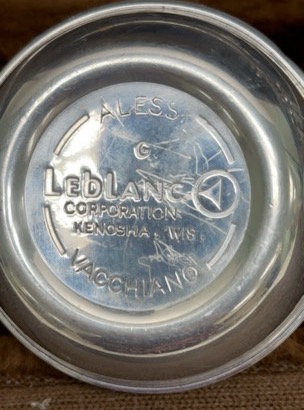 ALESS.
G.
LEBLANC
CORPORATION
KENOSHA, WIS.
VACCHIANO